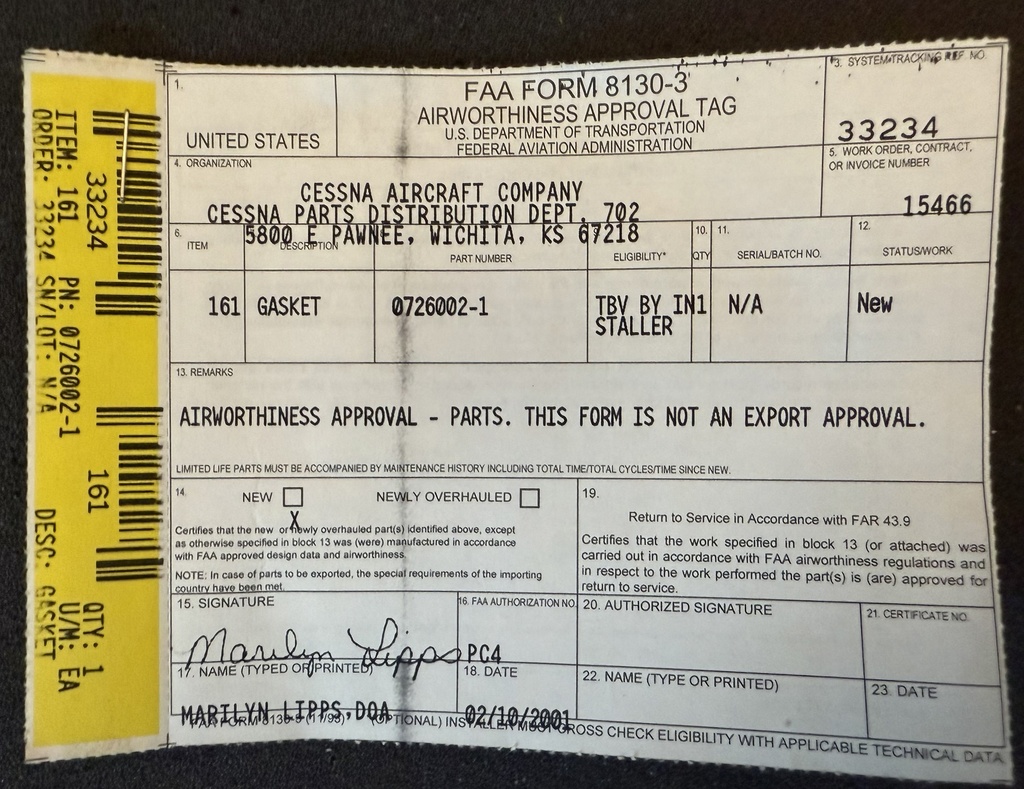 ITEM: 161 PN: 0726002-1 QTY: 1
ORDER: 33234 SN/LOT: N/A U/M: EA
DESC: GASKET
33234
161
1.
UNITED STATES
FAA FORM 8130-3
AIRWORTHINESS APPROVAL TAG
U.S. DEPARTMENT OF TRANSPORTATION
FEDERAL AVIATION ADMINISTRATION
3. SYSTEM TRACKING REF NO.
33234
4. ORGANIZATION
CESSNA AIRCRAFT COMPANY
CESSNA PARTS DISTRIBUTION DEPT. 702
5800 E PAWNEE, WICHITA, KS 67218
5. WORK ORDER, CONTRACT,
OR INVOICE NUMBER
15466
6. ITEM
DESCRIPTION
PART NUMBER
ELIGIBILITY*
10. QTY
11. SERIAL/BATCH NO.
12. STATUS/WORK
161 GASKET 0726002-1 TBV BY IN1 N/A New
STALLER
13. REMARKS
AIRWORTHINESS APPROVAL - PARTS. THIS FORM IS NOT AN EXPORT APPROVAL.
LIMITED LIFE PARTS MUST BE ACCOMPANIED BY MAINTENANCE HISTORY INCLUDING TOTAL TIME/TOTAL CYCLES/TIME SINCE NEW.
14.
NEW NEWLY OVERHAULED
X
Certifies that the new or newly overhauled part(s) identified above, except
as otherwise specified in block 13 was (were) manufactured in accordance
with FAA approved design data and airworthiness.
NOTE: In case of parts to be exported, the special requirements of the importing
country have been met.
19.
Return to Service in Accordance with FAR 43.9
Certifies that the work specified in block 13 (or attached) was
carried out in accordance with FAA airworthiness regulations and
in respect to the work performed the part(s) is (are) approved for
return to service.
15. SIGNATURE
Marilyn Lipps
16. FAA AUTHORIZATION NO.
PC4
20. AUTHORIZED SIGNATURE
21. CERTIFICATE NO.
17. NAME (TYPED OR PRINTED)
MARILYN LIPPS,DOA
18. DATE
02/10/2001
22. NAME (TYPE OR PRINTED)
23. DATE
FAA FORM 8130-3 (11/93) (OPTIONAL) INSTALLER MUST CROSS CHECK ELIGIBILITY WITH APPLICABLE TECHNICAL DATA